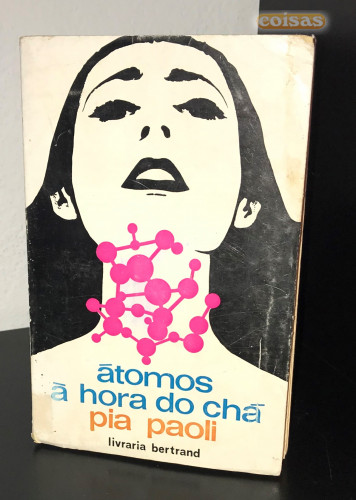 coisas
átomos
à hora do chá
pia paoli
livraria bertrand